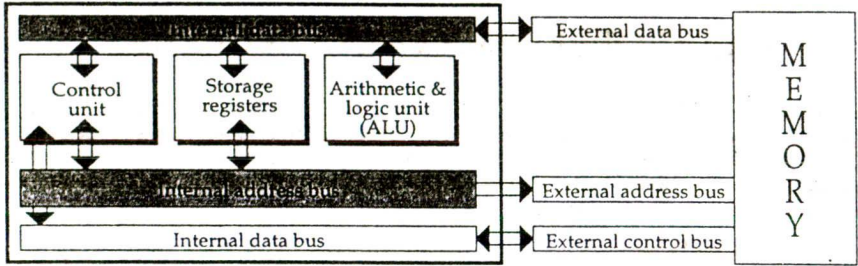 Internal data bus
External data bus
Control
unit
Storage
registers
Arithmetic &
logic unit
(ALU)
Internal address bus
External address bus
Internal data bus
External control bus
M
E
M
O
R
Y